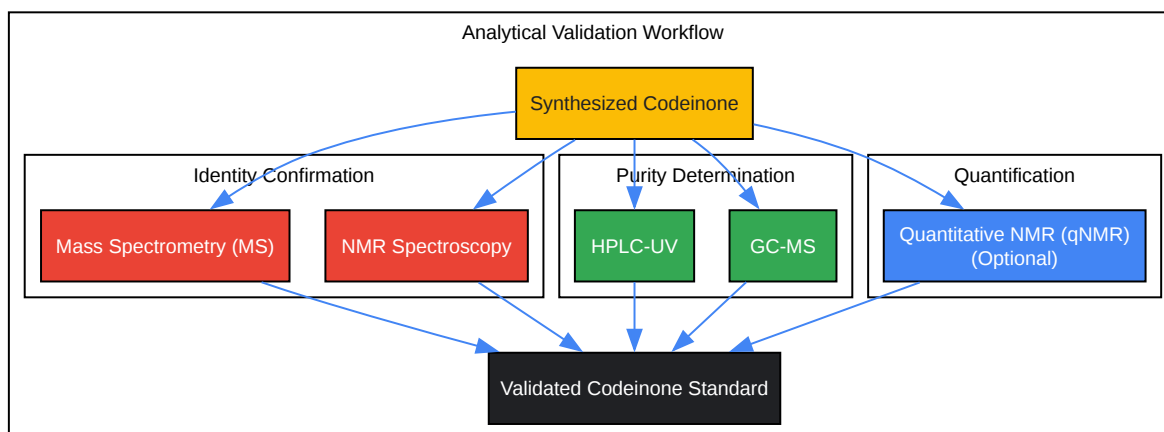 Analytical Validation Workflow
Synthesized Codeinone
Identity Confirmation
Purity Determination
Quantification
Mass Spectrometry (MS)
NMR Spectroscopy
HPLC-UV
GC-MS
Quantitative NMR (qNMR)
(Optional)
Validated Codeinone Standard